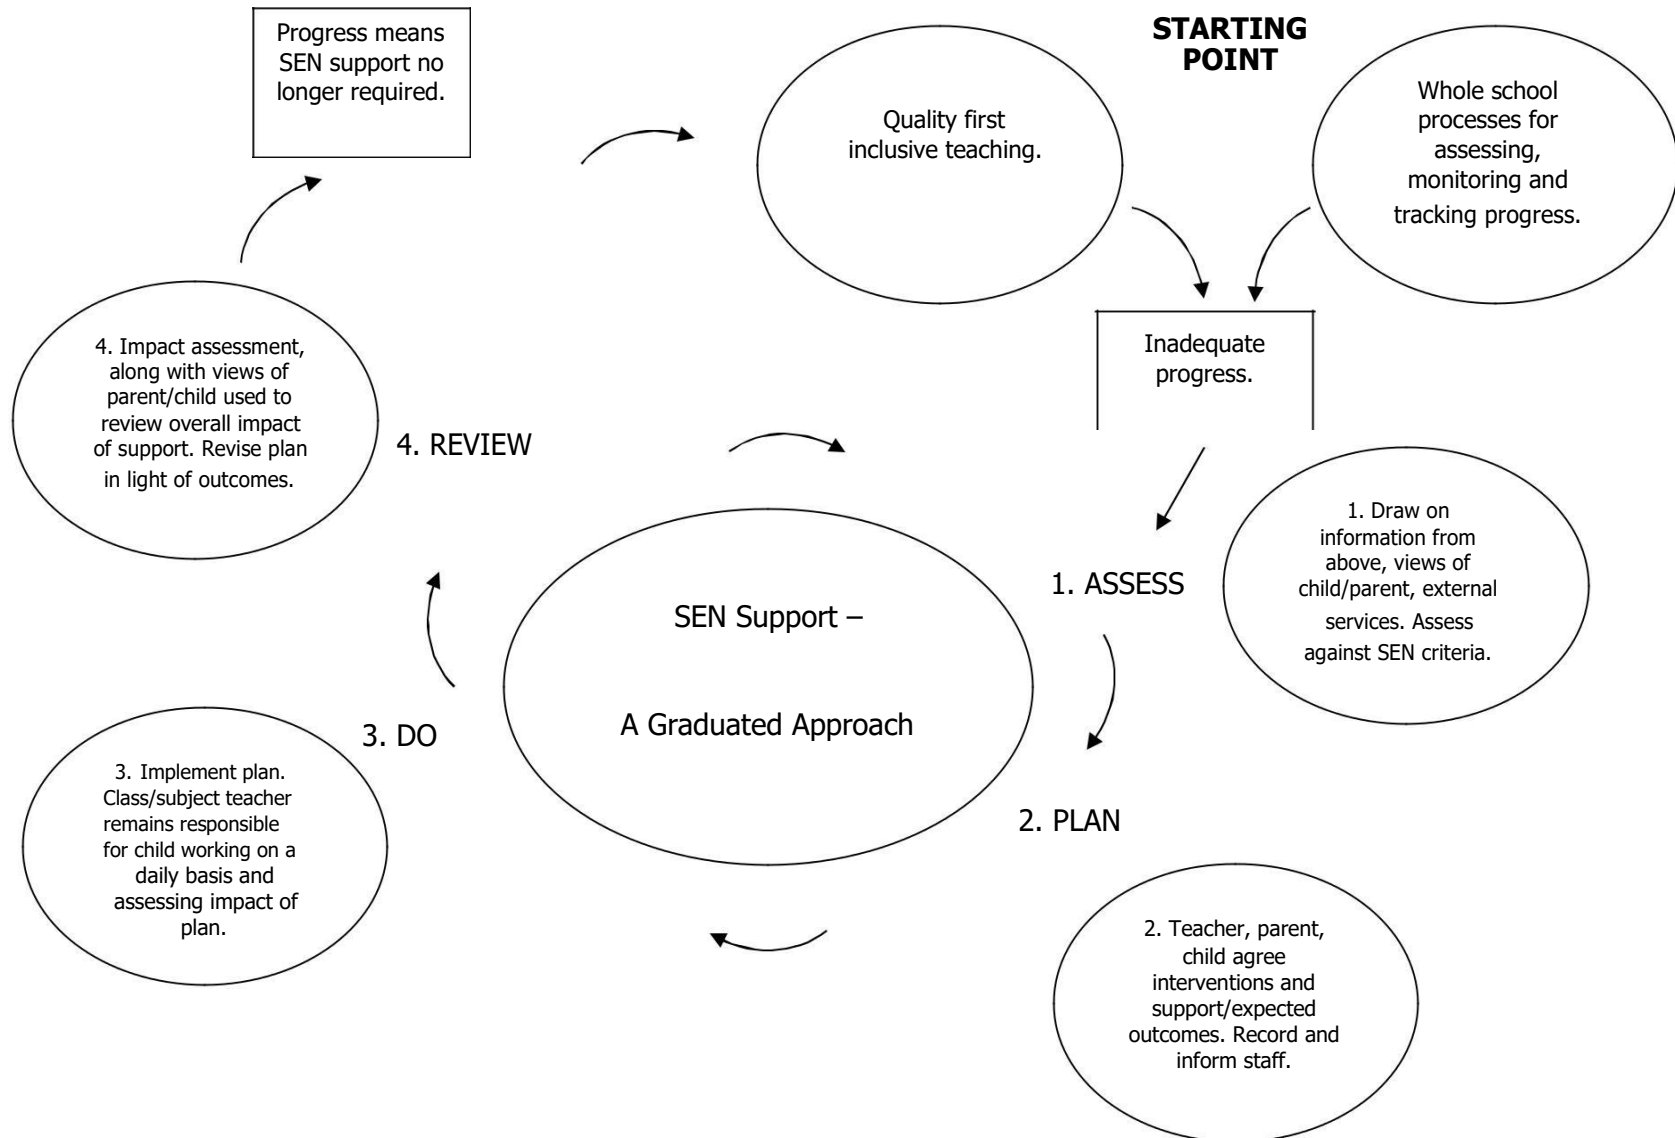 STARTING
POINT
Progress means
SEN support no
longer required.
Quality first
inclusive teaching.
Whole school
processes for
assessing,
monitoring and
tracking progress.
Inadequate
progress.
4. Impact assessment,
along with views of
parent/child used to
review overall impact
of support. Revise plan
in light of outcomes.
4. REVIEW
1. ASSESS
1. Draw on
information from
above, views of
child/parent, external
services. Assess
against SEN criteria.
SEN Support –
A Graduated Approach
3. DO
3. Implement plan.
Class/subject teacher
remains responsible
for child working on a
daily basis and
assessing impact of
plan.
2. PLAN
2. Teacher, parent,
child agree
interventions and
support/expected
outcomes. Record and
inform staff.